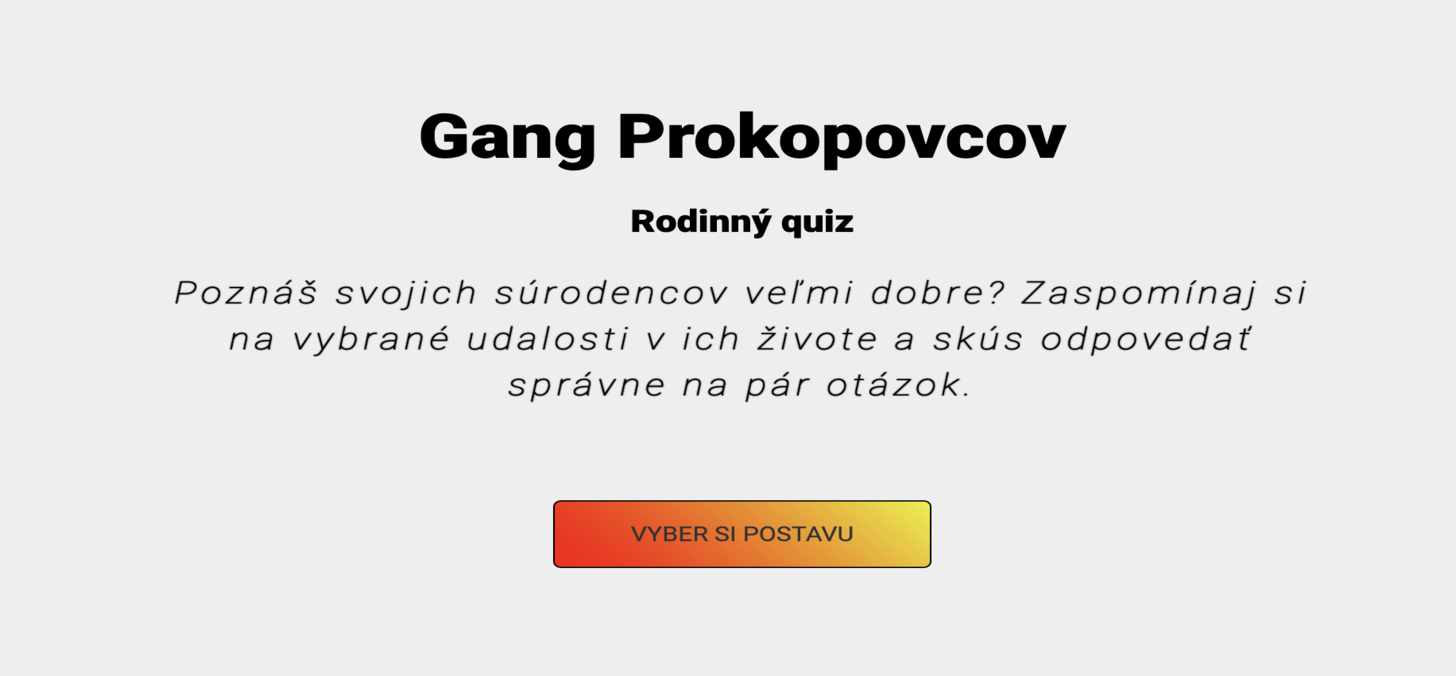 Gang Prokopovcov
Rodinný quiz
Poznáš svojich súrodencov veľmi dobre? Zaspomínaj si
na vybrané udalosti v ich živote a skús odpovedať
správne na pár otázok.
VYBER SI POSTAVU